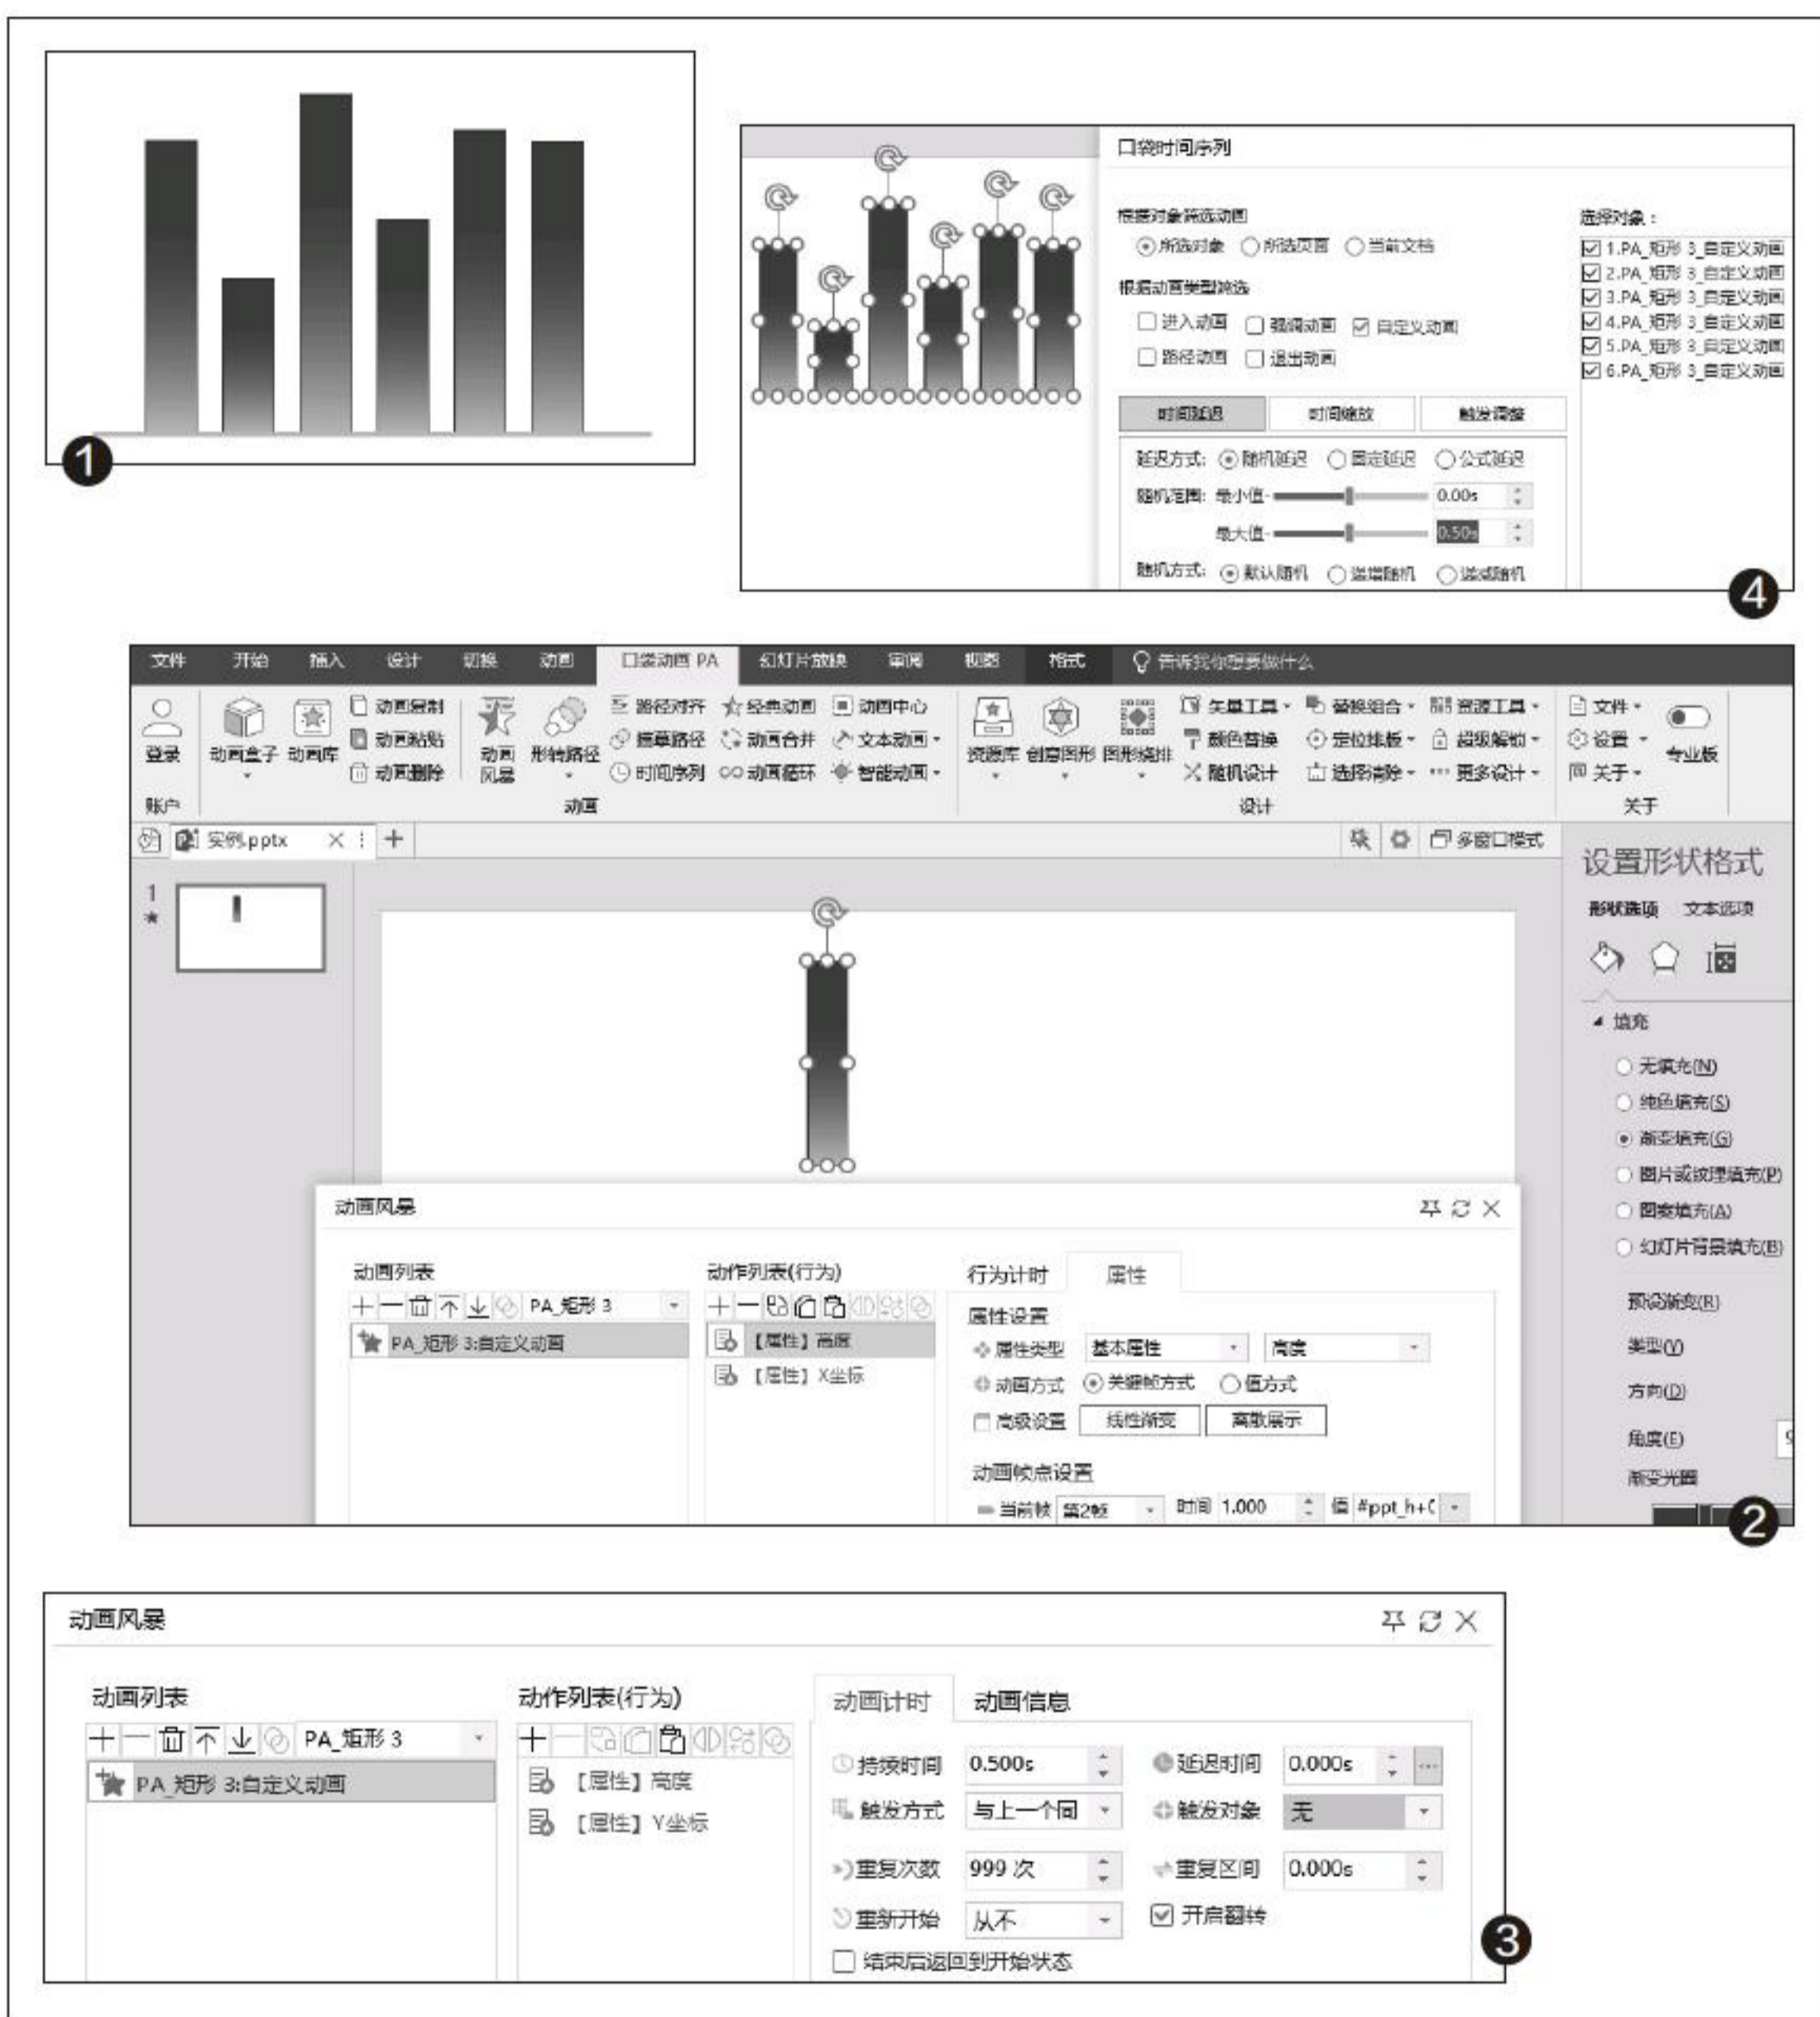 1
口袋时间序列
根据对象筛选动画
所选对象 所选页面 当前文档
根据动画类型筛选
进入动画 强调动画 自定义动画
路径动画 退出动画
时间延迟 时间缩放 触发调整
延迟方式: 随机延迟 固定延迟 公式延迟
随机范围: 最小值 0.00s
最大值 0.50s
随机方式: 默认随机 递增随机 递减随机
选择对象：
1.PA_矩形 3_自定义动画
2.PA_矩形 3_自定义动画
3.PA_矩形 3_自定义动画
4.PA_矩形 3_自定义动画
5.PA_矩形 3_自定义动画
6.PA_矩形 3_自定义动画
4
文件 开始 插入 设计 切换 动画 口袋动画 PA 幻灯片放映 审阅 视图 格式 告诉我你想要做什么
登录 动画盒子 动画库 动画复制 动画粘贴 动画删除 动画风暴 形转路径 路径对齐 经典动画 动画中心
描草路径 动画合并 文本动画
时间序列 动画循环 智能动画
资源库 创意图形 图形编排 矢量工具 替换组合 资源工具
颜色替换 定位排版 超级解锁
随机设计 选择清除 更多设计
文件 设置 关于 专业版
账户 动画 设计 关于
实例.pptx 多窗口模式
1
设置形状格式
形状选项 文本选项
填充
无填充(N)
纯色填充(S)
渐变填充(G)
图片或纹理填充(P)
图案填充(A)
幻灯片背景填充(B)
预设渐变(R)
类型(Y)
方向(D)
角度(E)
渐变光圈
动画风暴
动画列表 动作列表(行为) 行为计时 属性
PA_矩形 3
PA_矩形 3:自定义动画
【属性】高度
【属性】X坐标
属性设置
属性类型 基本属性 高度
动画方式 关键帧方式 值方式
高级设置 线性渐变 离散展示
动画帧点设置
当前帧 第2帧 时间 1.000 值 #ppt_h+
2
动画风暴
动画列表 动作列表(行为) 动画计时 动画信息
PA_矩形 3
PA_矩形 3:自定义动画
【属性】高度
【属性】Y坐标
持续时间 0.500s 延迟时间 0.000s
触发方式 与上一个同 触发对象 无
重复次数 999 次 重复区间 0.000s
重新开始 从不 开启翻转
结束后返回到开始状态
3